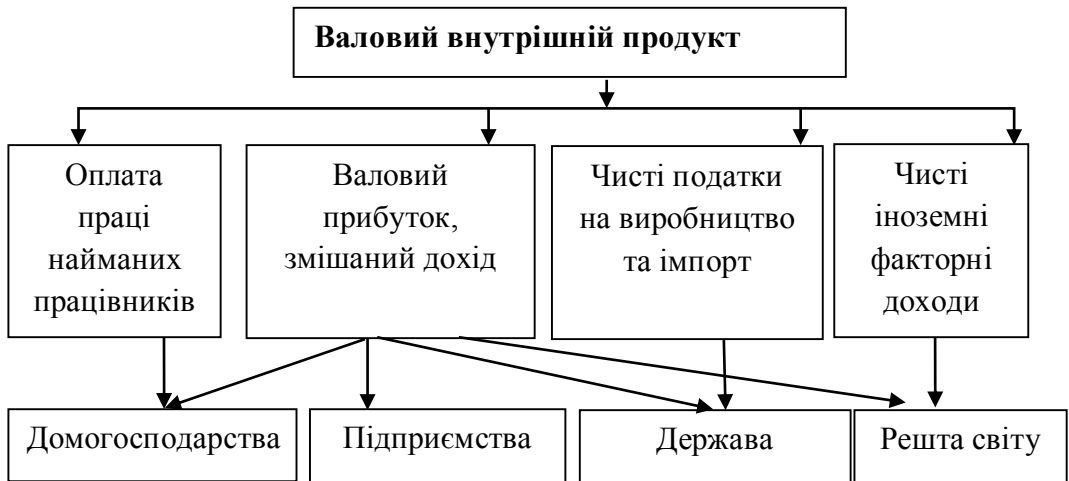 Валовий внутрішній продукт
Оплата
праці
найманих
працівників
Валовий
прибуток,
змішаний дохід
Чисті податки
на виробництво
та імпорт
Чисті
іноземні
факторні
доходи
Домогосподарства
Підприємства
Держава
Решта світу